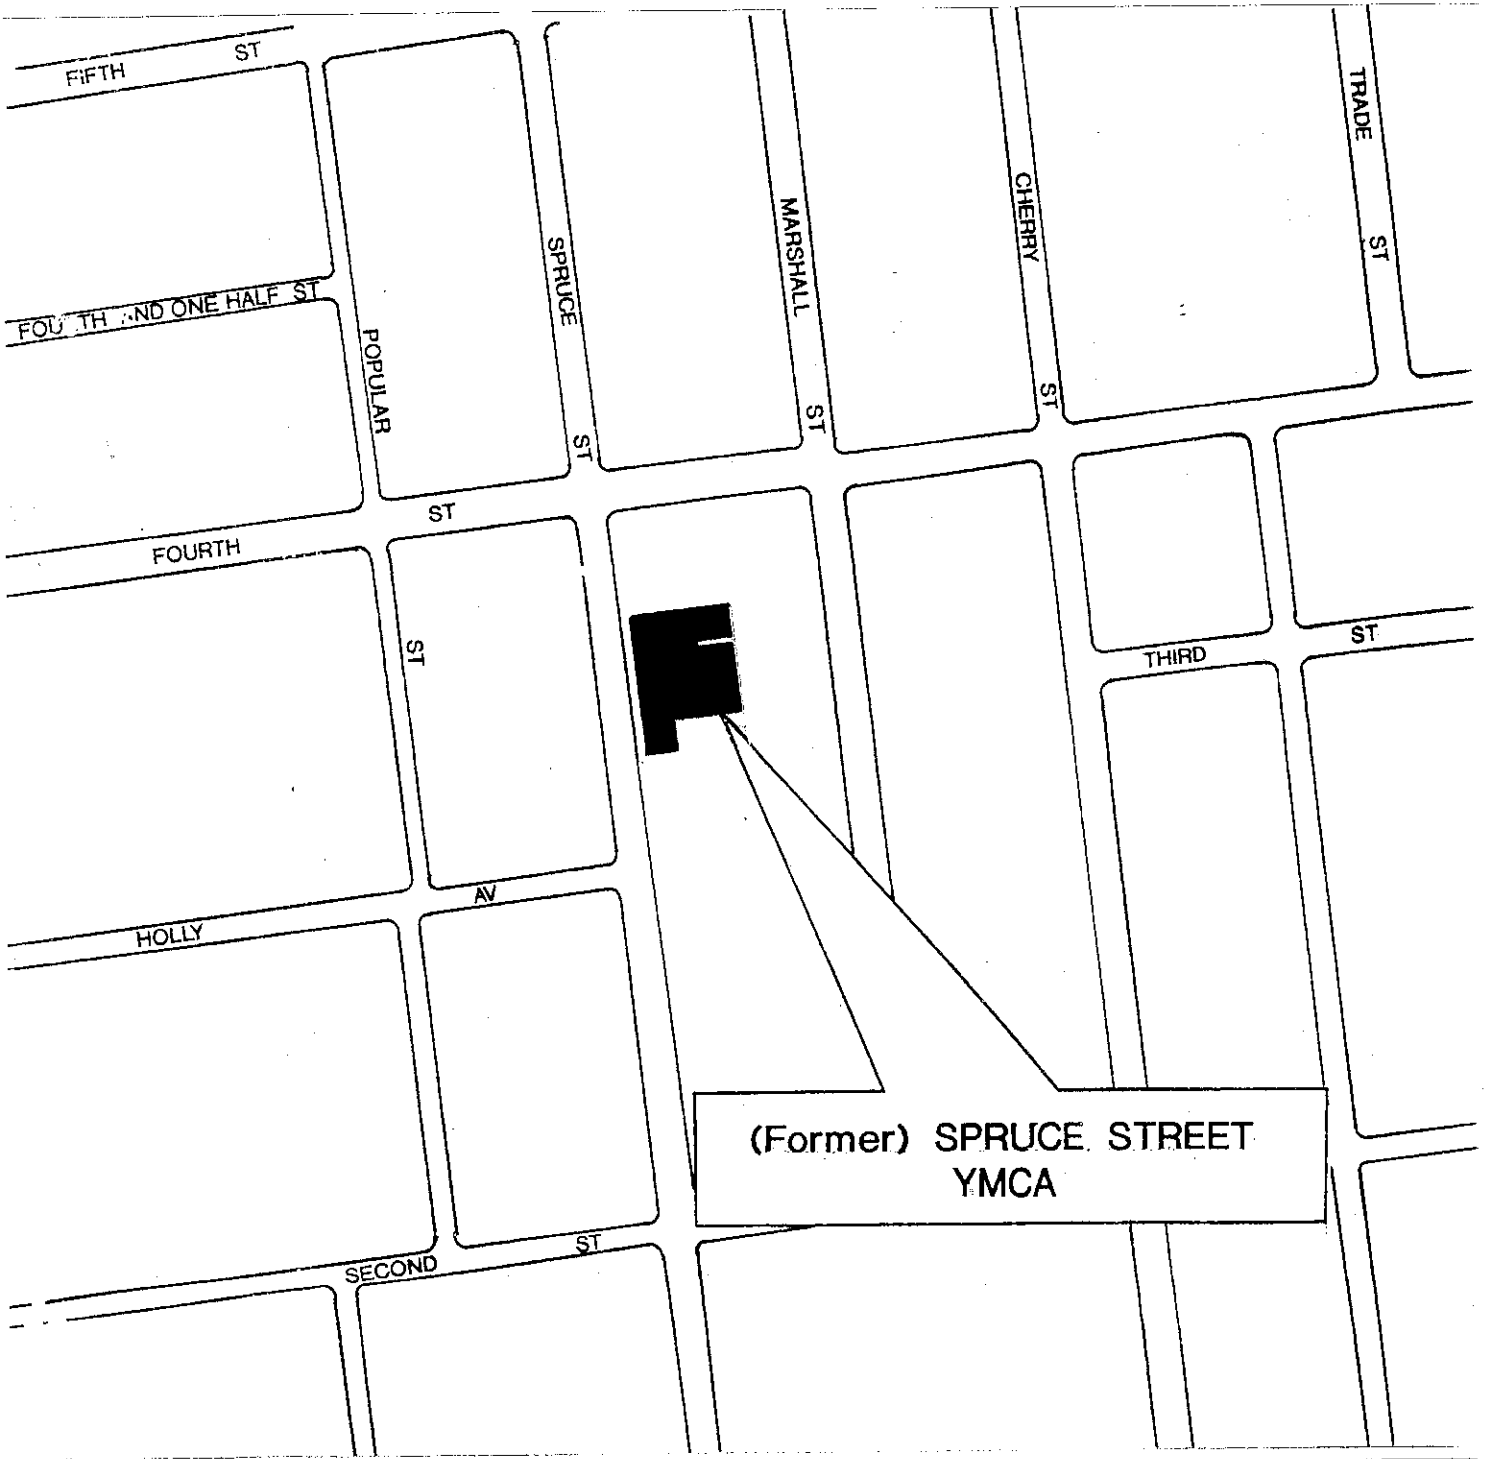 FIFTH ST
TRADE ST
CHERRY ST
MARSHALL ST
SPRUCE ST
ONE HALF ST
POPULAR ST
FOURTH ST
THIRD ST
HOLLY AV
SECOND ST
(Former) SPRUCE STREET
YMCA